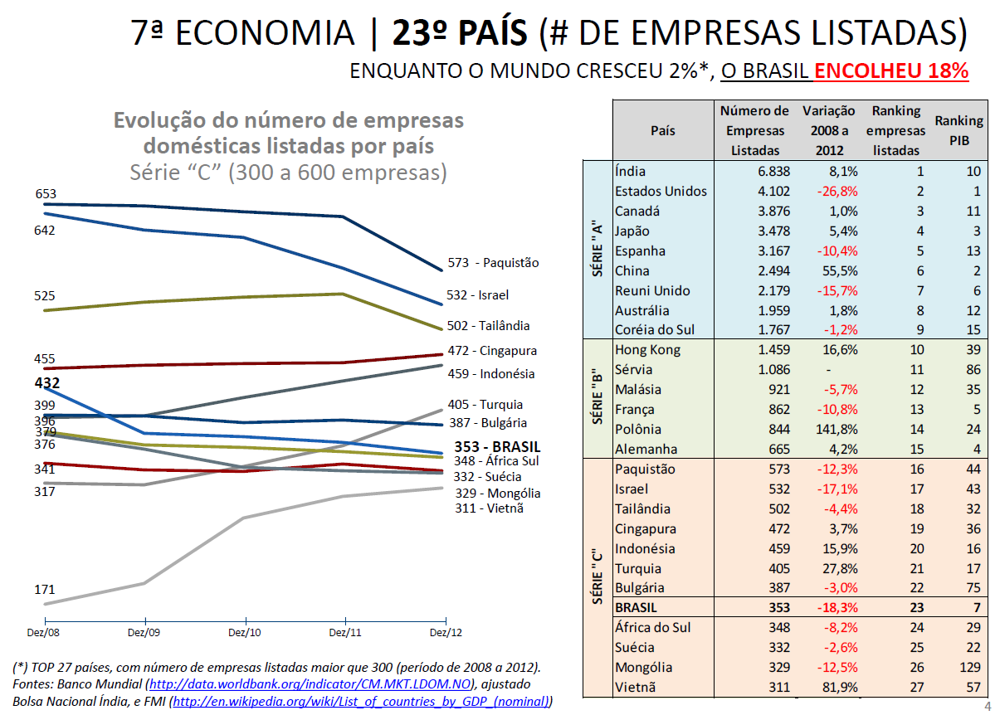 7ª ECONOMIA | 23º PAÍS (# DE EMPRESAS LISTADAS)
ENQUANTO O MUNDO CRESCEU 2%*, O BRASIL ENCOLHEU 18%
Evolução do número de empresas
domésticas listadas por país
Série “C” (300 a 600 empresas)
653
642
525
455
432
399
396
379
376
341
317
171
573 - Paquistão
532 - Israel
502 - Tailândia
472 - Cingapura
459 - Indonésia
405 - Turquia
387 - Bulgária
353 - BRASIL
348 - África Sul
332 - Suécia
329 - Mongólia
311 - Vietnã
Dez/08 Dez/09 Dez/10 Dez/11 Dez/12
(*) TOP 27 países, com número de empresas listadas maior que 300 (período de 2008 a 2012).
Fontes: Banco Mundial (http://data.worldbank.org/indicator/CM.MKT.LDOM.NO), ajustado
Bolsa Nacional Índia, e FMI (http://en.wikipedia.org/wiki/List_of_countries_by_GDP_(nominal))
País Número de Empresas Listadas Variação 2008 a 2012 Ranking empresas listadas Ranking PIB
SÉRIE "A"
Índia 6.838 8,1% 1 10
Estados Unidos 4.102 -26,8% 2 1
Canadá 3.876 1,0% 3 11
Japão 3.478 5,4% 4 3
Espanha 3.167 -10,4% 5 13
China 2.494 55,5% 6 2
Reuni Unido 2.179 -15,7% 7 6
Austrália 1.959 1,8% 8 12
Coréia do Sul 1.767 -1,2% 9 15
SÉRIE "B"
Hong Kong 1.459 16,6% 10 39
Sérvia 1.086 - 11 86
Malásia 921 -5,7% 12 35
França 862 -10,8% 13 5
Polônia 844 141,8% 14 24
Alemanha 665 4,2% 15 4
SÉRIE "C"
Paquistão 573 -12,3% 16 44
Israel 532 -17,1% 17 43
Tailândia 502 -4,4% 18 32
Cingapura 472 3,7% 19 36
Indonésia 459 15,9% 20 16
Turquia 405 27,8% 21 17
Bulgária 387 -3,0% 22 75
BRASIL 353 -18,3% 23 7
África do Sul 348 -8,2% 24 29
Suécia 332 -2,6% 25 22
Mongólia 329 -12,5% 26 129
Vietnã 311 81,9% 27 57
4